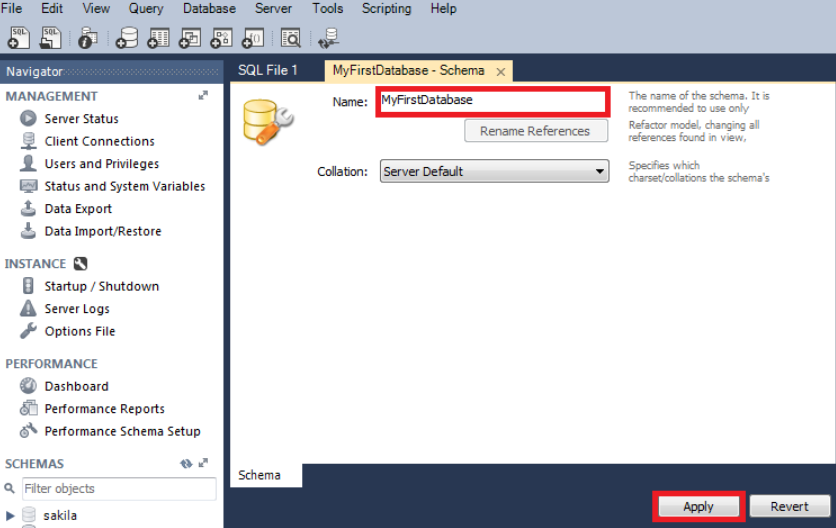 File Edit View Query Database Server Tools Scripting Help
SQL SQL
Navigator
SQL File 1 MyFirstDatabase - Schema ×
MANAGEMENT
Server Status
Client Connections
Users and Privileges
Status and System Variables
Data Export
Data Import/Restore
INSTANCE
Startup / Shutdown
Server Logs
Options File
PERFORMANCE
Dashboard
Performance Reports
Performance Schema Setup
SCHEMAS
Filter objects
sakila
Name: MyFirstDatabase
The name of the schema. It is
recommended to use only
Rename References
Refactor model, changing all
references found in view,
Collation: Server Default
Specifies which
charset/collations the schema's
Schema
Apply Revert